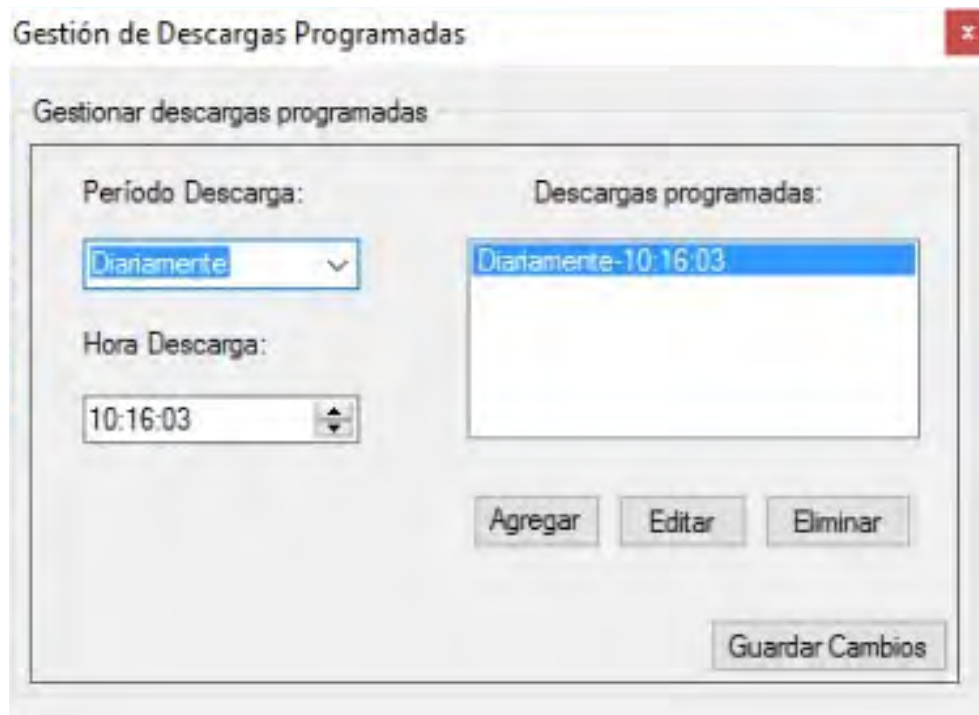 Gestión de Descargas Programadas
x
Gestionar descargas programadas
Período Descarga:
Diariamente
Hora Descarga:
10:16:03
Descargas programadas:
Diariamente-10:16:03
Agregar
Editar
Eliminar
Guardar Cambios